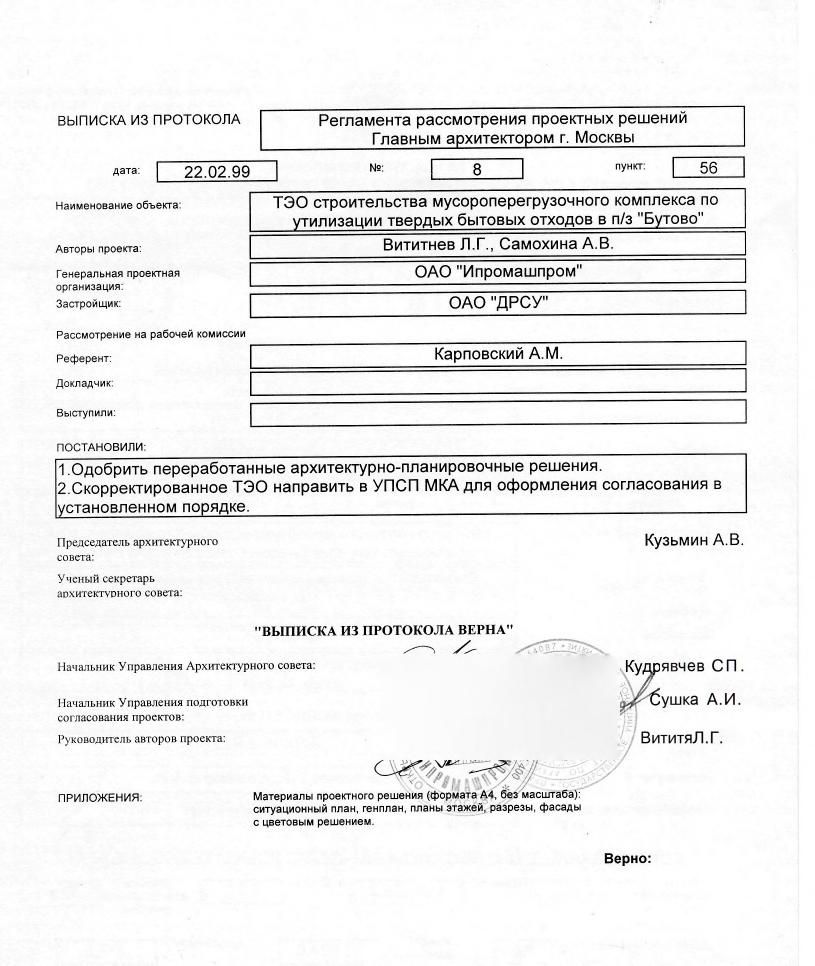 ВЫПИСКА ИЗ ПРОТОКОЛА
Регламента рассмотрения проектных решений
Главным архитектором г. Москвы
дата: 22.02.99 №: 8 пункт: 56
Наименование объекта:
ТЭО строительства мусороперегрузочного комплекса по
утилизации твердых бытовых отходов в п/з "Бутово"
Авторы проекта: Вититнев Л.Г., Самохина А.В.
Генеральная проектная
организация:
ОАО "Ипромашпром"
Застройщик: ОАО "ДРСУ"
Рассмотрение на рабочей комиссии
Референт: Карповский А.М.
Докладчик:
Выступили:
ПОСТАНОВИЛИ:
1.Одобрить переработанные архитектурно-планировочные решения.
2.Скорректированное ТЭО направить в УПСП МКА для оформления согласования в
установленном порядке.
Председатель архитектурного
совета:
Кузьмин А.В.
Ученый секретарь
архитектурного совета:
"ВЫПИСКА ИЗ ПРОТОКОЛА ВЕРНА"
Начальник Управления Архитектурного совета: Кудрявчев СП.
Начальник Управления подготовки
согласования проектов:
Сушка А.И.
Руководитель авторов проекта: ВититяЛ.Г.
ПРИЛОЖЕНИЯ:
Материалы проектного решения (формата А4, без масштаба):
ситуационный план, генплан, планы этажей, разрезы, фасады
с цветовым решением.
Верно: